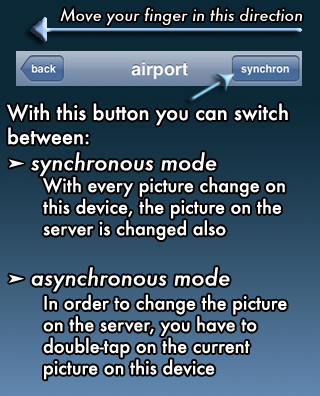 Move your finger in this direction
back airport synchron
With this button you can switch
between:
➢ synchronous mode
With every picture change on
this device, the picture on the
server is changed also
➢ asynchronous mode
In order to change the picture
on the server, you have to
double-tap on the current
picture on this device